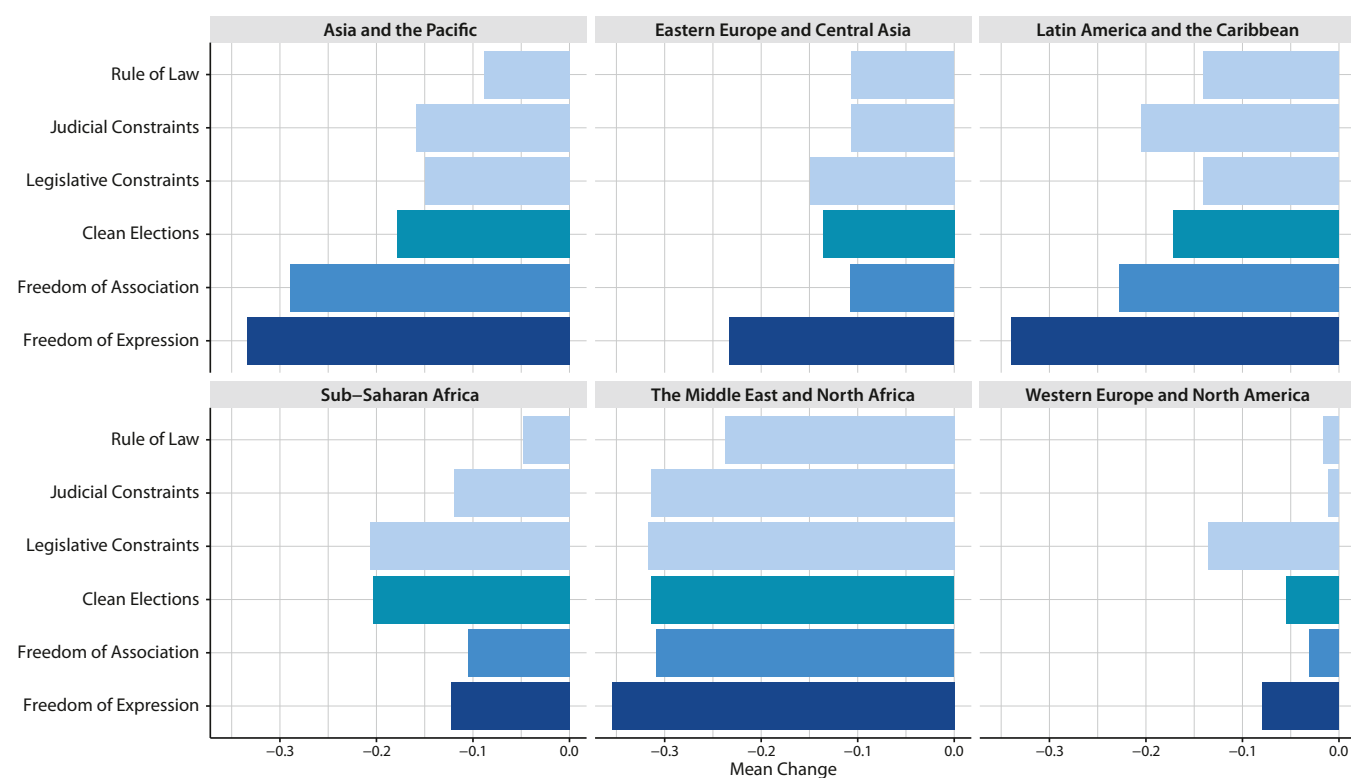 Asia and the Pacific
Eastern Europe and Central Asia
Latin America and the Caribbean
Rule of Law
Judicial Constraints
Legislative Constraints
Clean Elections
Freedom of Association
Freedom of Expression
Sub−Saharan Africa
The Middle East and North Africa
Western Europe and North America
Rule of Law
Judicial Constraints
Legislative Constraints
Clean Elections
Freedom of Association
Freedom of Expression
−0.3 −0.2 −0.1 0.0
−0.3 −0.2 −0.1 0.0
−0.3 −0.2 −0.1 0.0
Mean Change